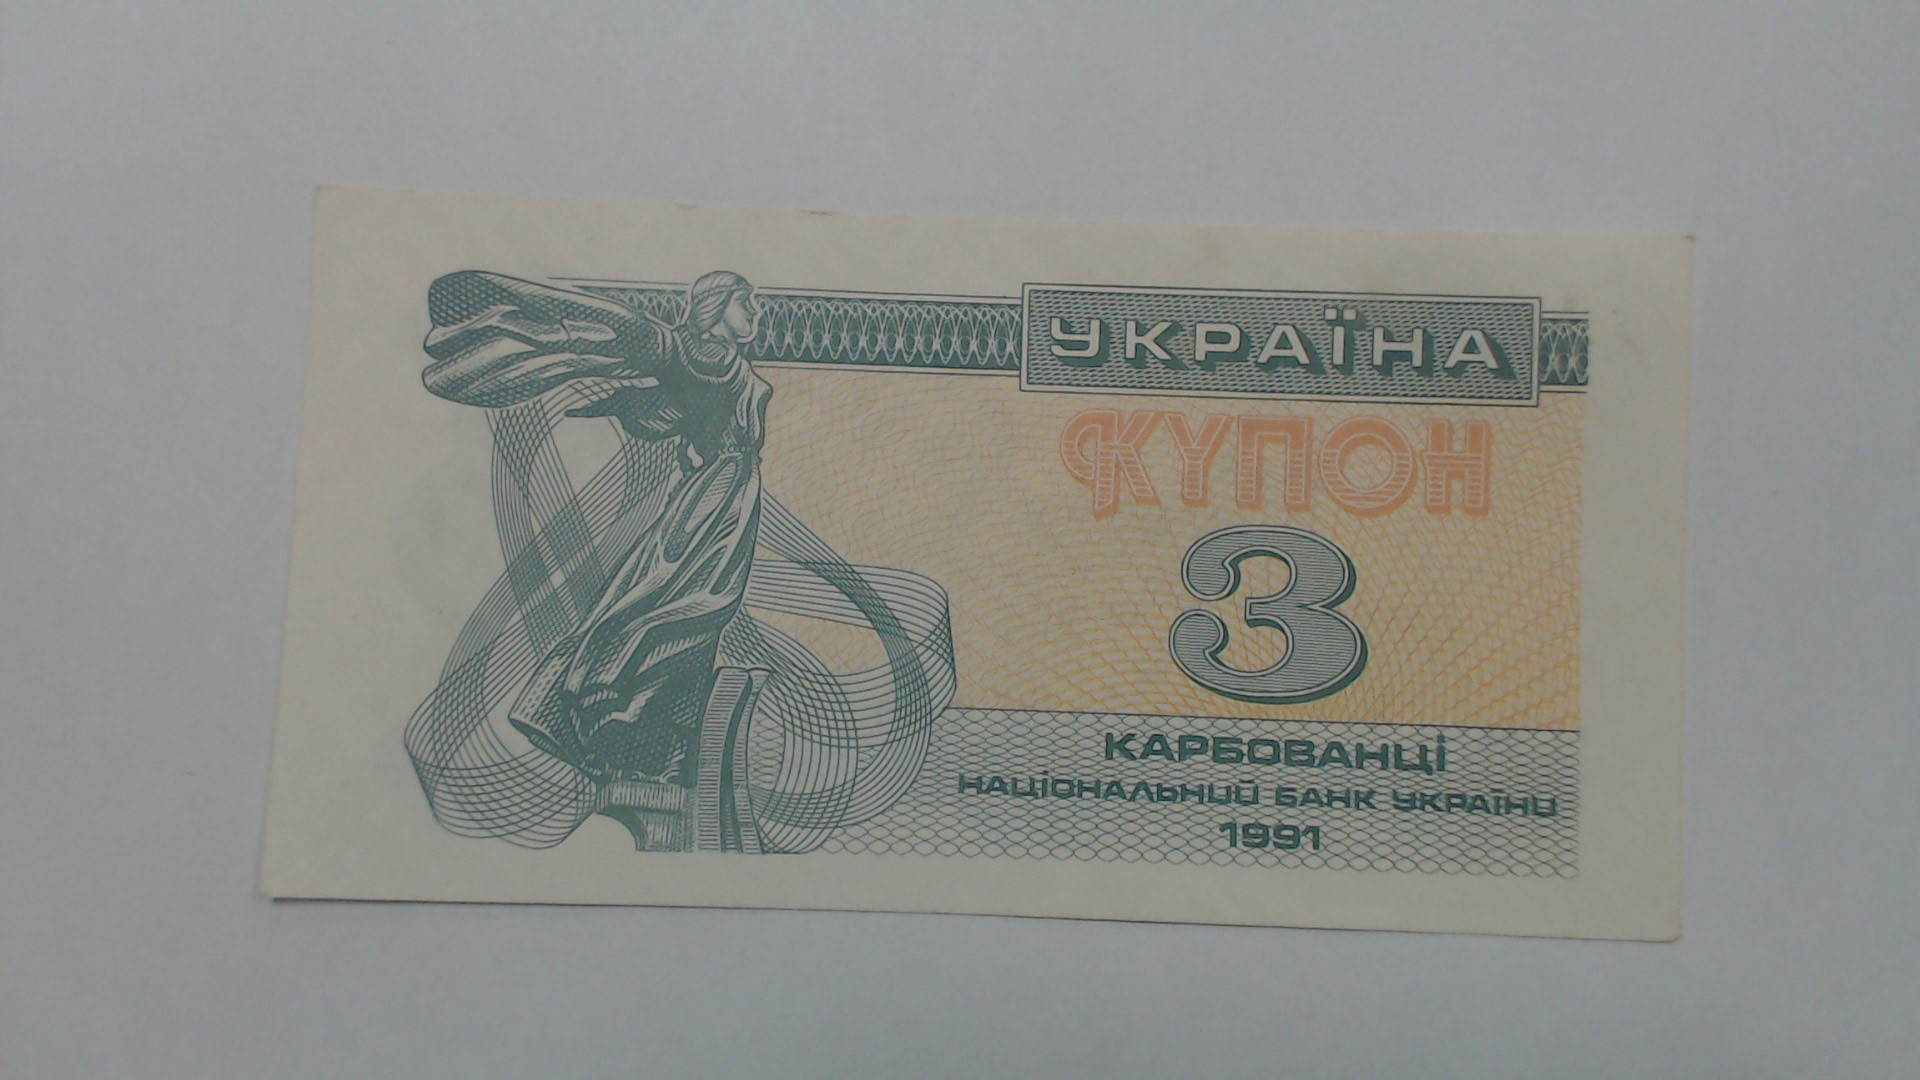 УКРАЇНА
КУПОН
3
КАРБОВАНЦІ
НАЦІОНАЛЬНИЙ БАНК УКРАЇНИ
1991